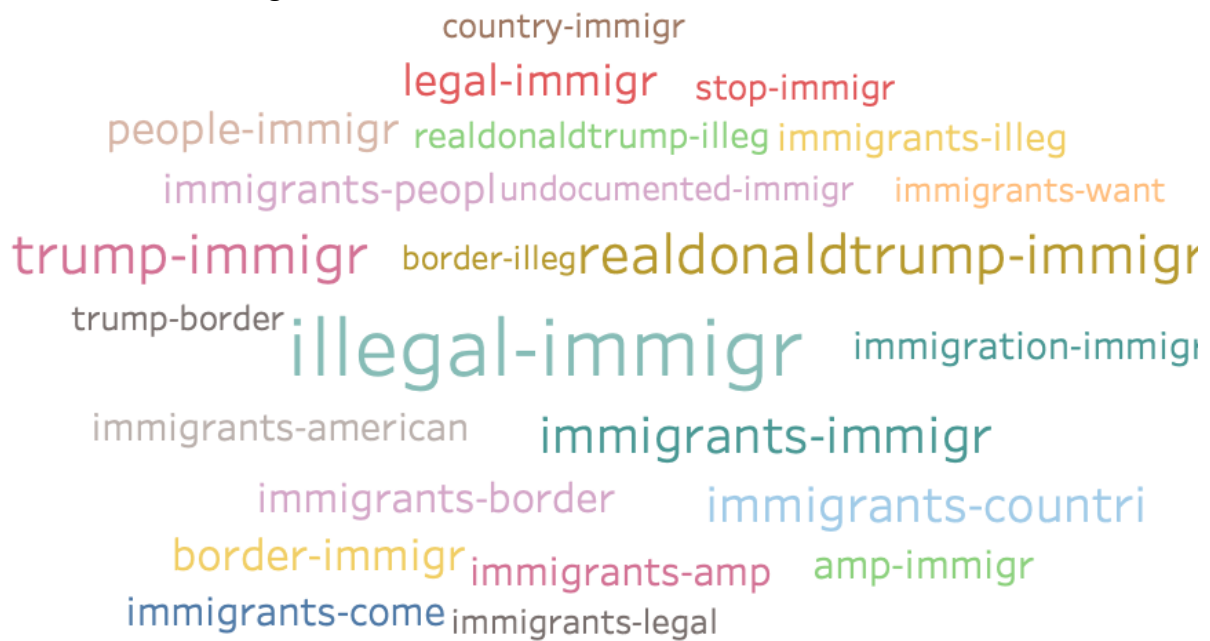 country-immigr
legal-immigr stop-immigr
people-immigr realdonaldtrump-illeg immigrants-illeg
immigrants-peopl undocumented-immigr immigrants-want
trump-immigr border-illeg realdonaldtrump-immigr
trump-border illegal-immigr immigration-immigr
immigrants-american immigrants-immigr
immigrants-border immigrants-countri
border-immigr immigrants-amp amp-immigr
immigrants-come immigrants-legal